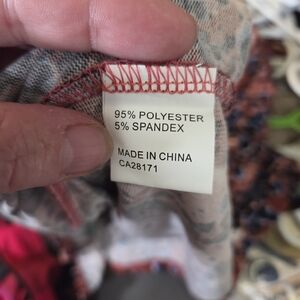 95% POLYESTER
5% SPANDEX
MADE IN CHINA
CA28171